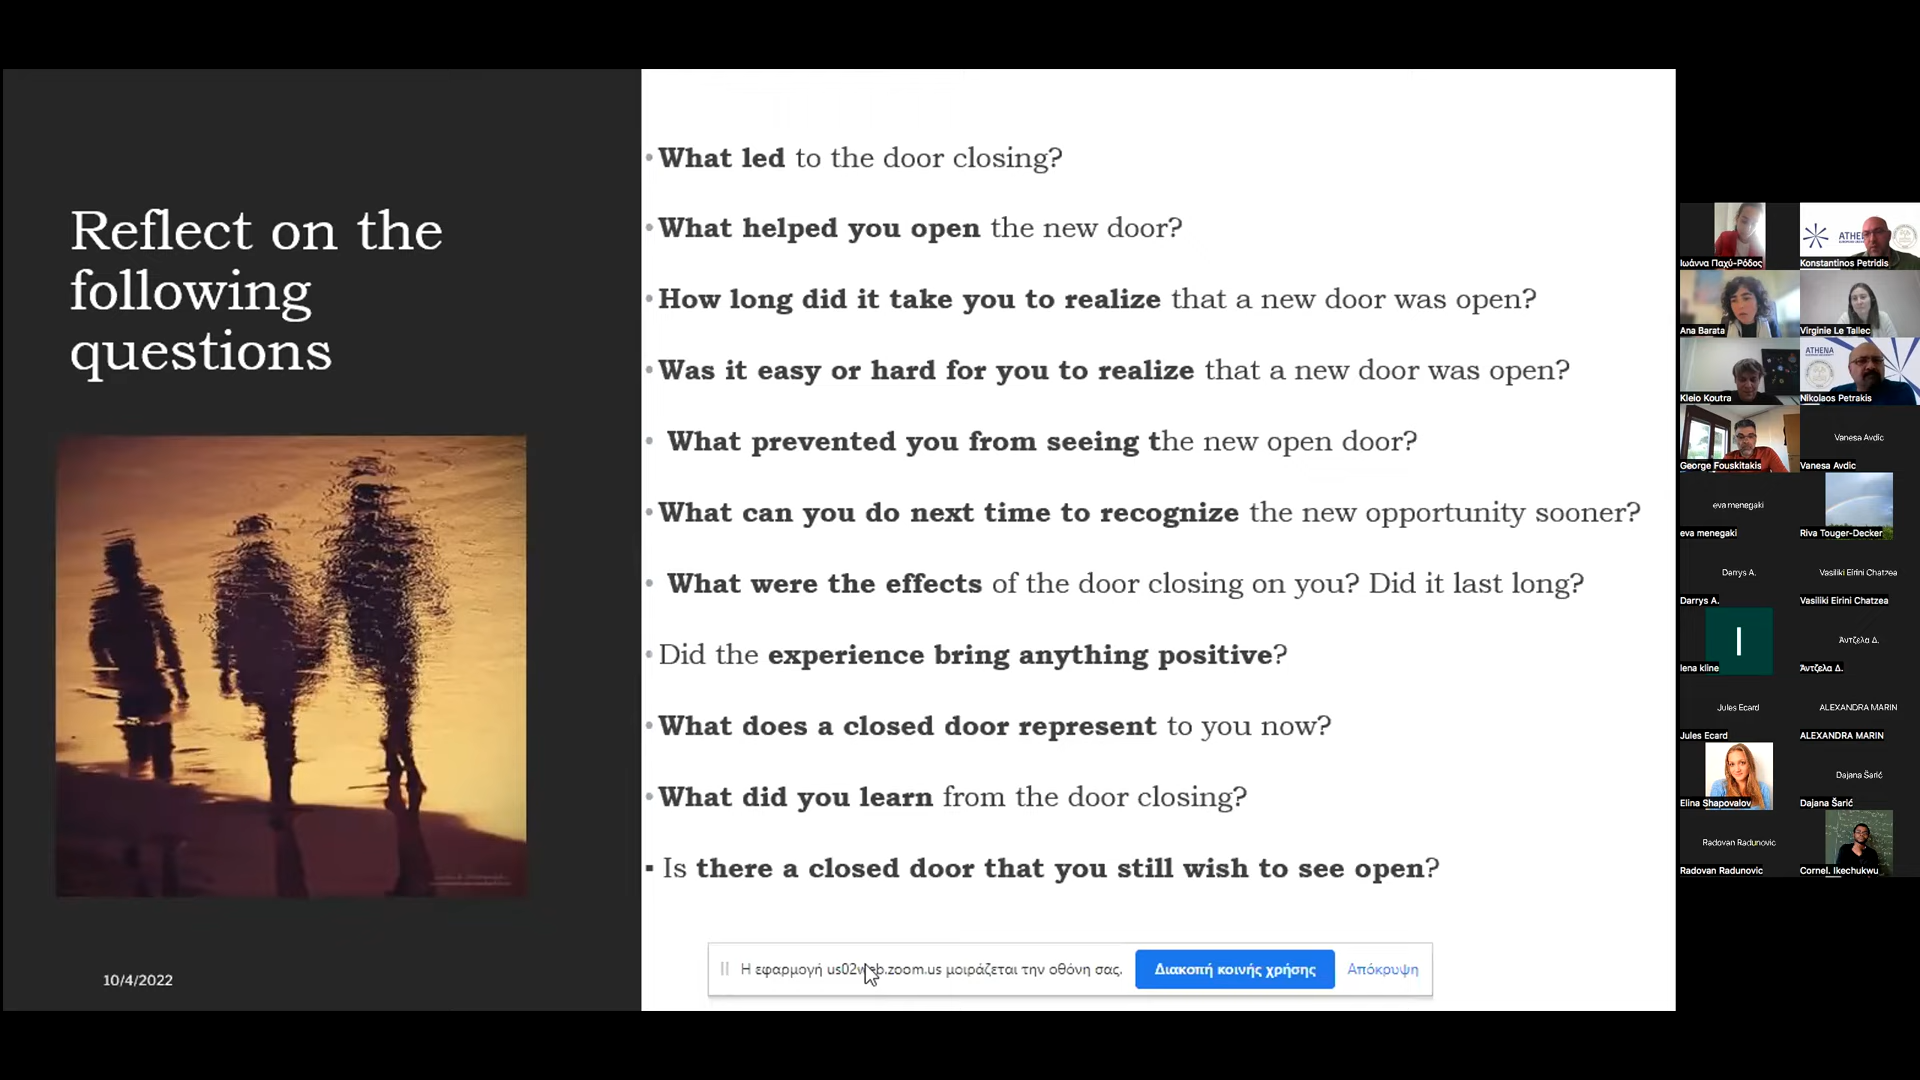 Reflect on the
following
questions
10/4/2022
• What led to the door closing?
• What helped you open the new door?
• How long did it take you to realize that a new door was open?
• Was it easy or hard for you to realize that a new door was open?
• What prevented you from seeing the new open door?
• What can you do next time to recognize the new opportunity sooner?
• What were the effects of the door closing on you? Did it last long?
• Did the experience bring anything positive?
• What does a closed door represent to you now?
• What did you learn from the door closing?
▪ Is there a closed door that you still wish to see open?
Η εφαρμογή us02web.zoom.us μοιράζεται την οθόνη σας.
Διακοπή κοινής χρήσης
Απόκρυψη
Ιωάννα Παχύ-Ρόδος
ATHE
Konstantinos Petridis
Ana Barata
Virginie Le Tallec
Kleio Koutra
ATHENA
Nikolaos Petrakis
George Fouskitakis
Vanesa Avdic
Vanesa Avdic
eva menegaki
eva menegaki
Riva Touger-Decker
Darrys A.
Darrys A.
Vasiliki Eirini Chatzea
Vasiliki Eirini Chatzea
l
lena kline
Άντζελα Δ.
Άντζελα Δ.
Jules Ecard
Jules Ecard
ALEXANDRA MARIN
ALEXANDRA MARIN
Elina Shapovalov
Dajana Šarić
Dajana Šarić
Radovan Radunovic
Radovan Radunovic
Cornel. Ikechukwu